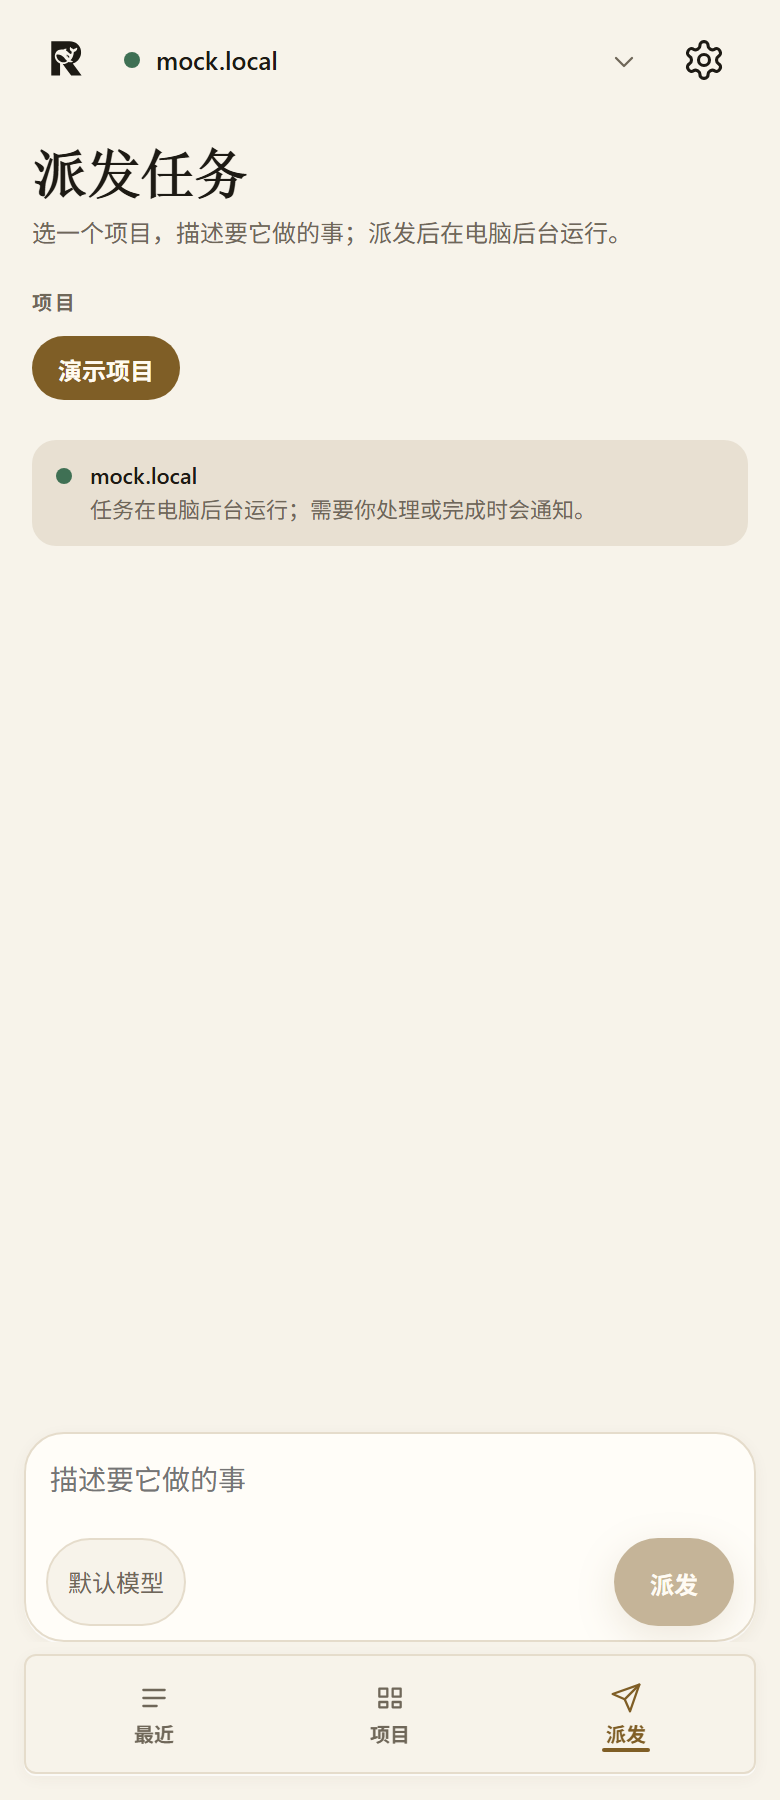 mock.local
派发任务
选一个项目，描述要它做的事；派发后在电脑后台运行。
项目
演示项目
mock.local
任务在电脑后台运行；需要你处理或完成时会通知。
描述要它做的事
默认模型
派发
最近
项目
派发